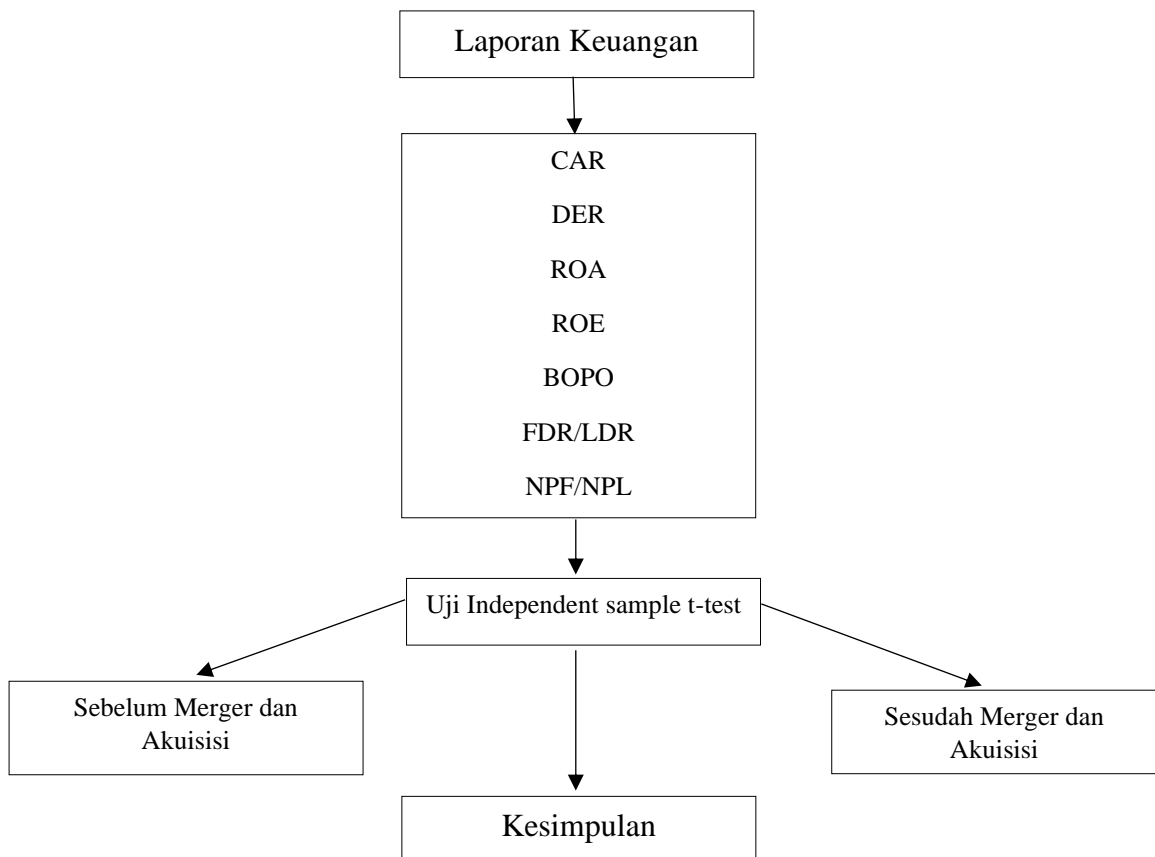 Laporan Keuangan
CAR
DER
ROA
ROE
BOPO
FDR/LDR
NPF/NPL
Uji Independent sample t-test
Sebelum Merger dan
Akuisisi
Sesudah Merger dan
Akuisisi
Kesimpulan